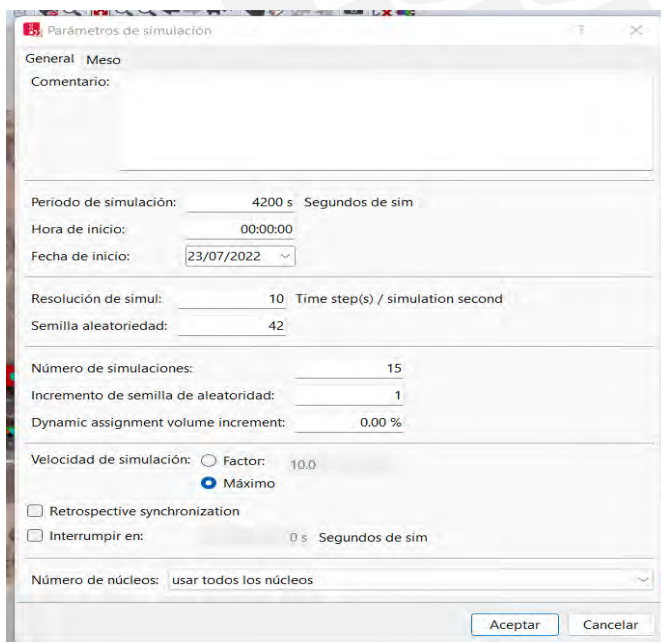 Parámetros de simulación
General Meso
Comentario:
Periodo de simulación: 4200 s Segundos de sim
Hora de inicio: 00:00:00
Fecha de inicio: 23/07/2022
Resolución de simul: 10 Time step(s) / simulation second
Semilla aleatoriedad: 42
Número de simulaciones: 15
Incremento de semilla de aleatoridad: 1
Dynamic assignment volume increment: 0.00 %
Velocidad de simulación: Factor: 10.0
Máximo
Retrospective synchronization
Interrumpir en: 0 s Segundos de sim
Número de núcleos: usar todos los núcleos
Aceptar Cancelar